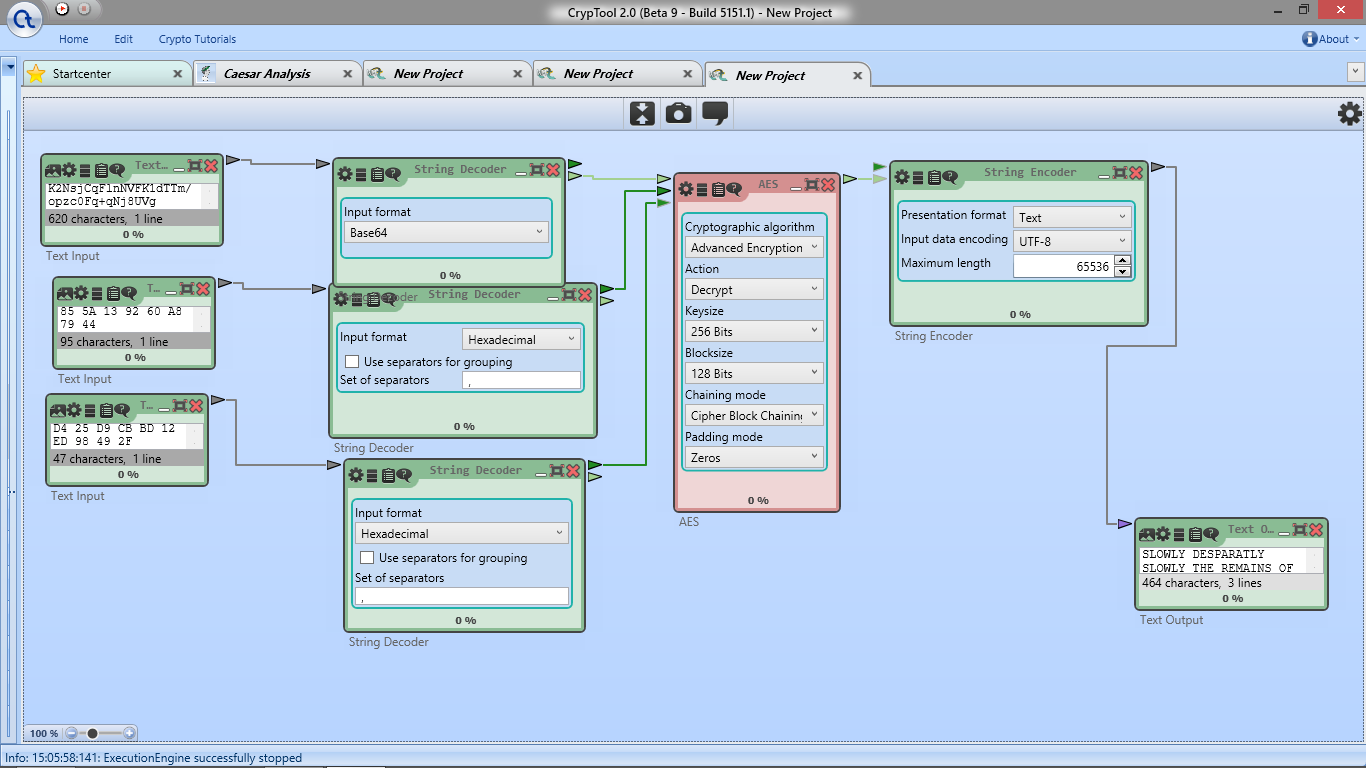 CrypTool 2.0 (Beta 9 - Build 5151.1) - New Project
Home Edit Crypto Tutorials
About
Startcenter
Caesar Analysis
New Project
New Project
New Project
Text...
K2NsjCqFlnNVFKldTTm/
opzc0Fq+qNj8UVg
620 characters, 1 line
0 %
Text Input
String Decoder
Input format
Base64
0 %
T...
85 5A 13 92 60 A8
79 44
95 characters, 1 line
0 %
Text Input
String Decoder
Input format
Hexadecimal
Use separators for grouping
Set of separators
,
0 %
String Decoder
T...
D4 25 D9 CB BD 12
ED 98 49 2F
47 characters, 1 line
0 %
Text Input
String Decoder
Input format
Hexadecimal
Use separators for grouping
Set of separators
,
0 %
String Decoder
AES
Cryptographic algorithm
Advanced Encryption
Action
Decrypt
Keysize
256 Bits
Blocksize
128 Bits
Chaining mode
Cipher Block Chaining
Padding mode
Zeros
0 %
AES
String Encoder
Presentation format Text
Input data encoding UTF-8
Maximum length 65536
0 %
String Encoder
Text O...
SLOWLY DESPARATLY
SLOWLY THE REMAINS OF
464 characters, 3 lines
0 %
Text Output
100 %
Info: 15:05:58:141: ExecutionEngine successfully stopped